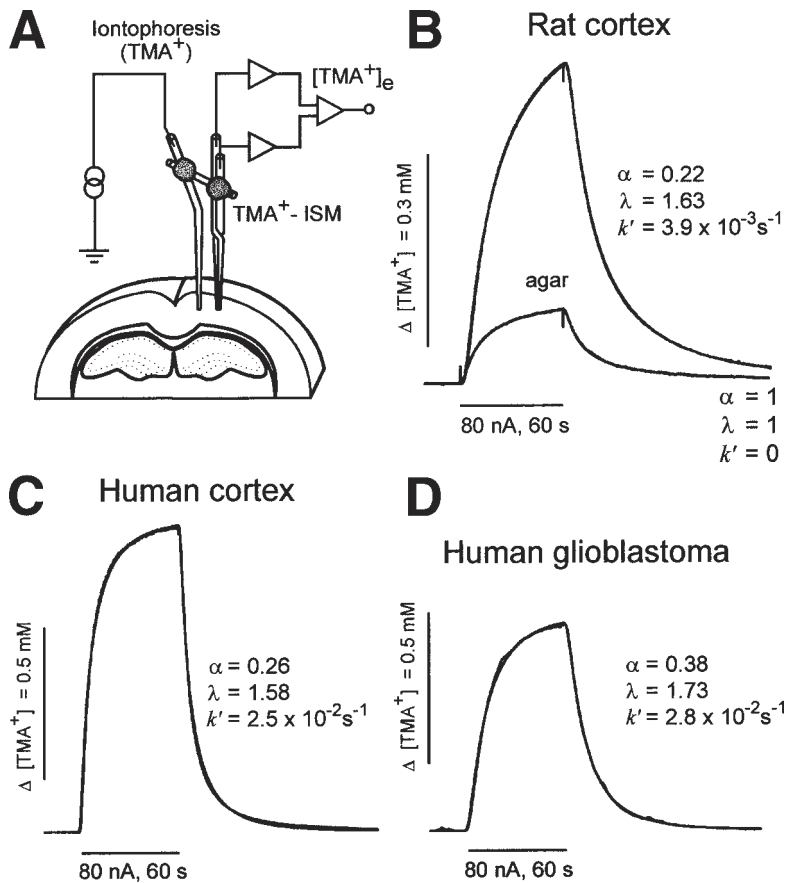 A
Iontophoresis
(TMA⁺)
[TMA⁺]e
TMA⁺- ISM
B
Rat cortex
Δ [TMA⁺] = 0.3 mM
α = 0.22
λ = 1.63
k′ = 3.9 x 10⁻³s⁻¹
agar
80 nA, 60 s
α = 1
λ = 1
k′ = 0
C
Human cortex
Δ [TMA⁺] = 0.5 mM
α = 0.26
λ = 1.58
k′ = 2.5 x 10⁻²s⁻¹
80 nA, 60 s
D
Human glioblastoma
Δ [TMA⁺] = 0.5 mM
α = 0.38
λ = 1.73
k′ = 2.8 x 10⁻²s⁻¹
80 nA, 60 s